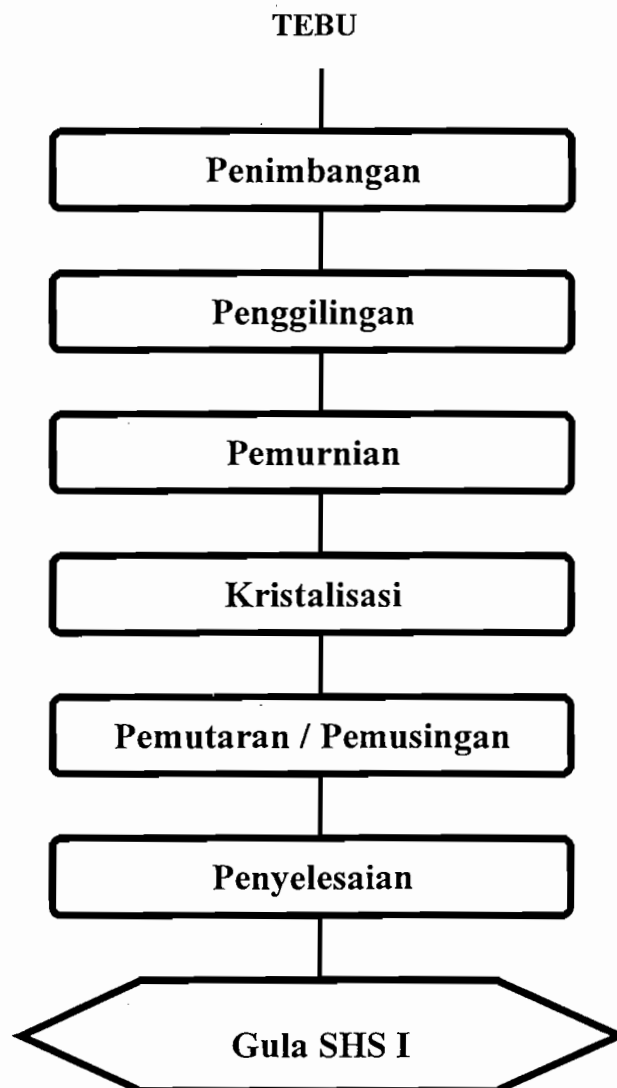 TEBU
Penimbangan
Penggilingan
Pemurnian
Kristalisasi
Pemutaran / Pemusingan
Penyelesaian
Gula SHS I